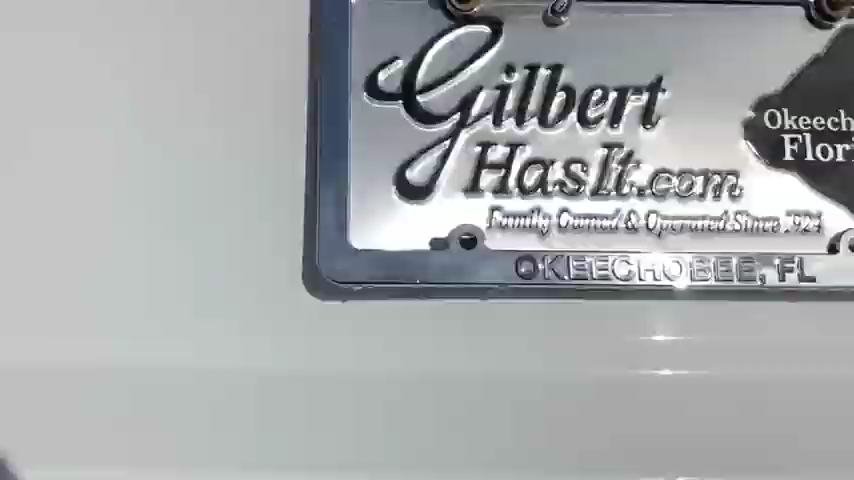 Gilbert
HasIt.com
Family Owned & Operated Since 1924
Okeech
Flori
OKEECHOBEE, FL